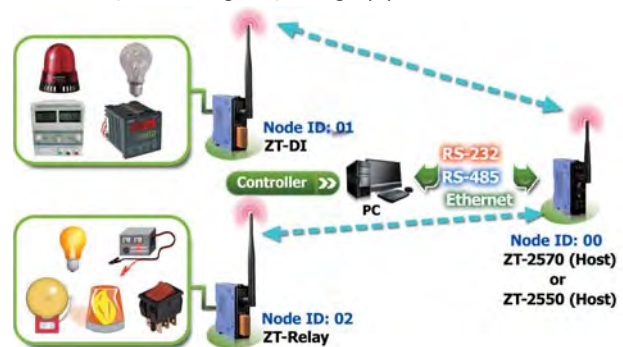 Node ID: 01
ZT-DI
Controller
PC
RS-232
RS-485
Ethernet
Node ID: 00
ZT-2570 (Host)
or
ZT-2550 (Host)
Node ID: 02
ZT-Relay